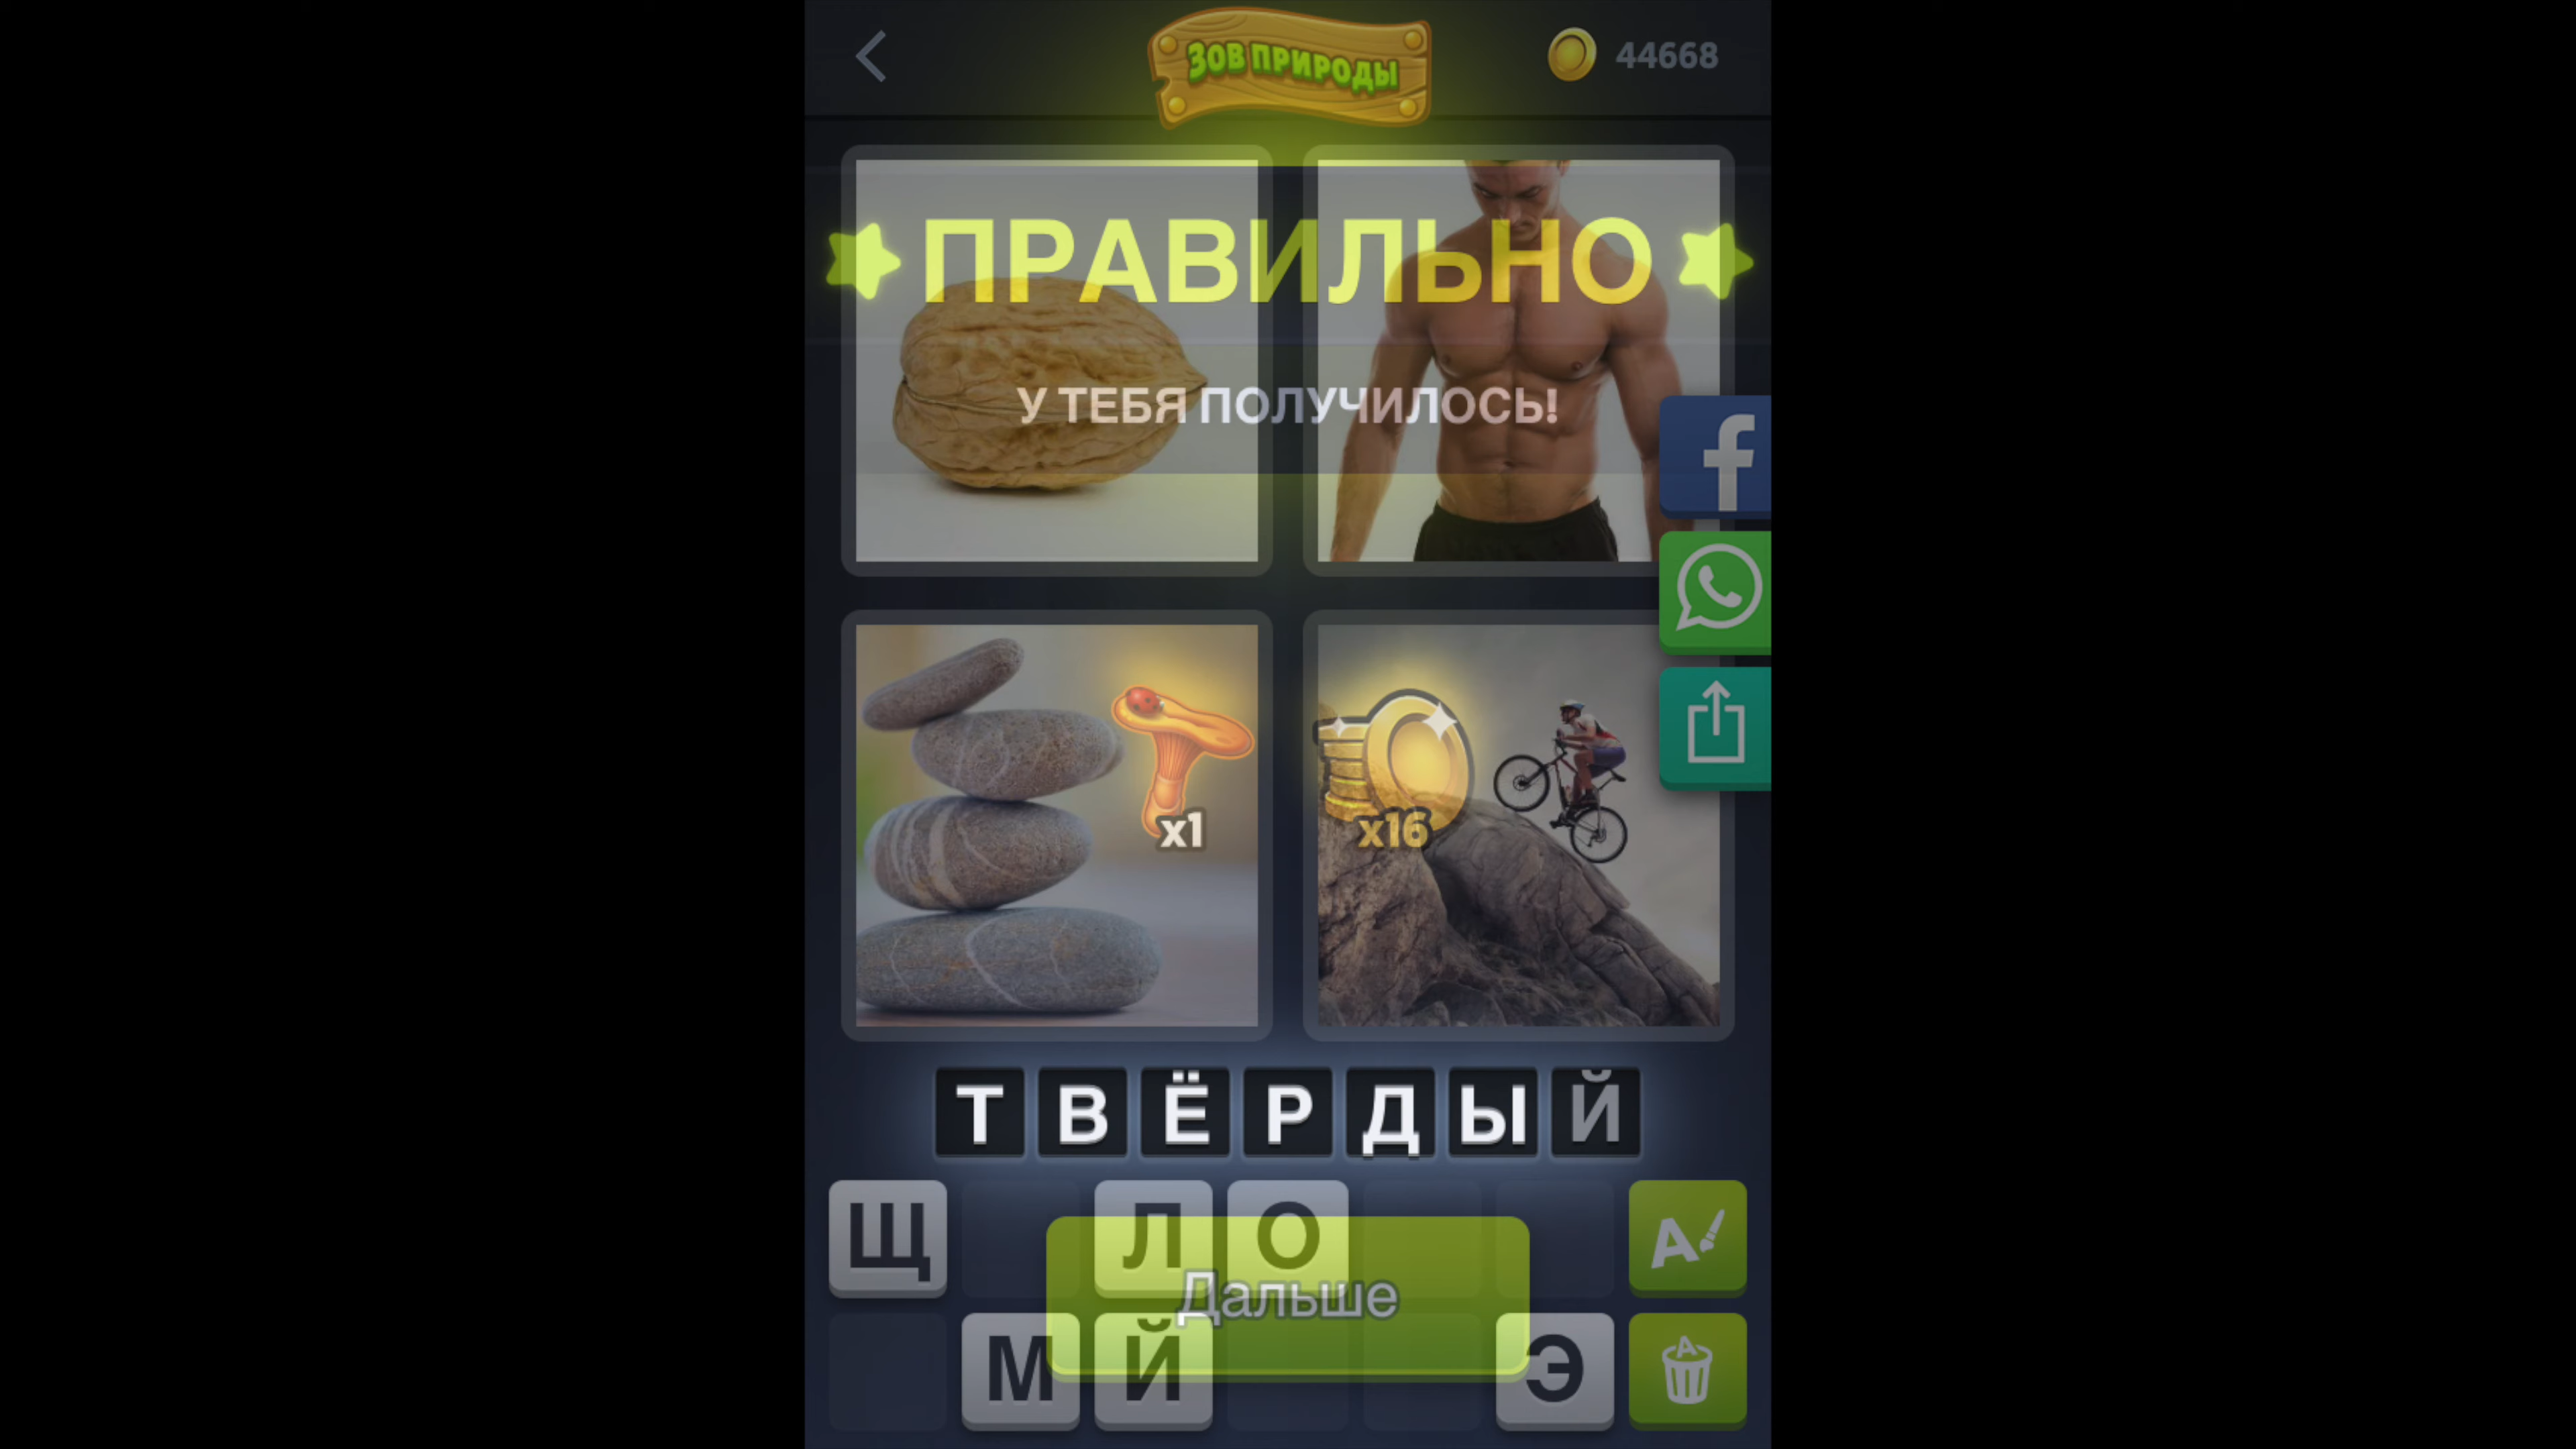 ЗОВ ПРИРОДЫ
44668
ПРАВИЛЬНО
У ТЕБЯ ПОЛУЧИЛОСЬ!
x1
x16
ТВЁРДЫЙ
Щ Л О A
Дальше
М Й Э A